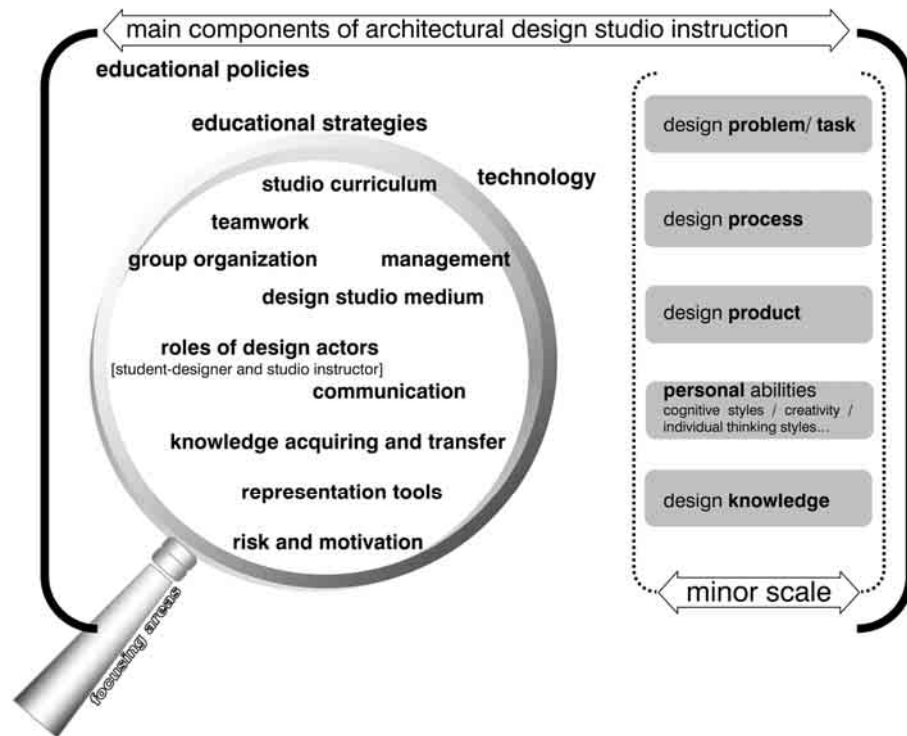 main components of architectural design studio instruction
educational policies
educational strategies
technology
studio curriculum
teamwork
group organization
management
design studio medium
roles of design actors
[student-designer and studio instructor]
communication
knowledge acquiring and transfer
representation tools
risk and motivation
focusing areas
design problem/ task
design process
design product
personal abilities
cognitive styles / creativity /
individual thinking styles...
design knowledge
minor scale